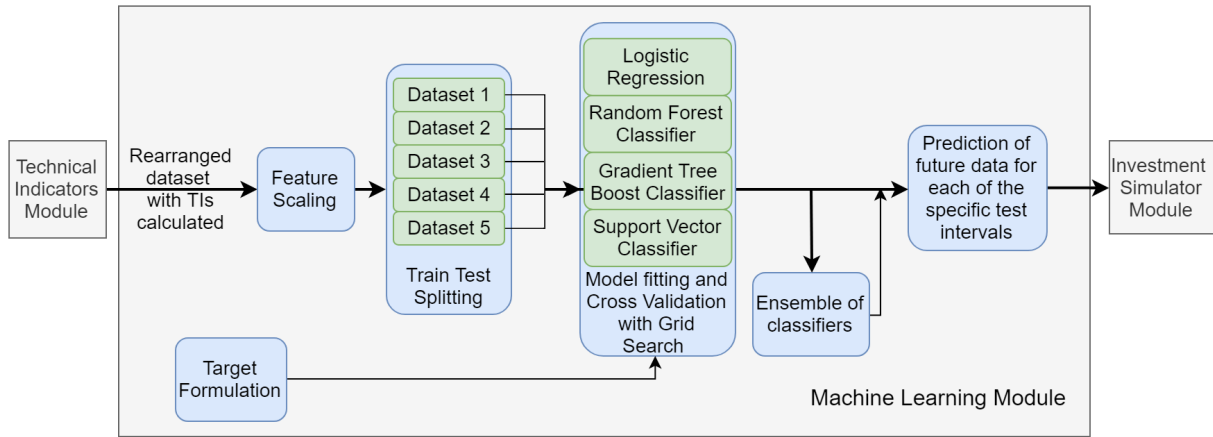 Technical
Indicators
Module
Rearranged
dataset
with TIs
calculated
Feature
Scaling
Dataset 1
Dataset 2
Dataset 3
Dataset 4
Dataset 5
Train Test
Splitting
Logistic
Regression
Random Forest
Classifier
Gradient Tree
Boost Classifier
Support Vector
Classifier
Model fitting and
Cross Validation
with Grid
Search
Target
Formulation
Ensemble of
classifiers
Prediction of
future data for
each of the
specific test
intervals
Investment
Simulator
Module
Machine Learning Module